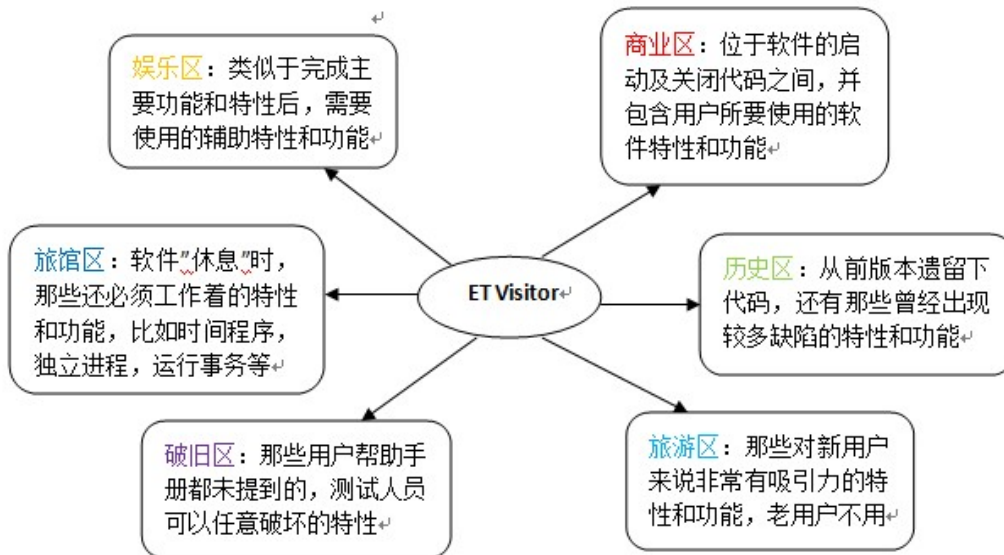 娱乐区：类似于完成主
要功能和特性后，需要
使用的辅助特性和功能
商业区：位于软件的启
动及关闭代码之间，并
包含用户所要使用的软
件特性和功能
旅馆区：软件”休息”时，
那些还必须工作着的特性
和功能，比如时间程序，
独立进程，运行事务等
ET Visitor
历史区：从前版本遗留下
代码，还有那些曾经出现
较多缺陷的特性和功能
破旧区：那些用户帮助手
册都未提到的，测试人员
可以任意破坏的特性
旅游区：那些对新用户
来说非常有吸引力的特
性和功能，老用户不用